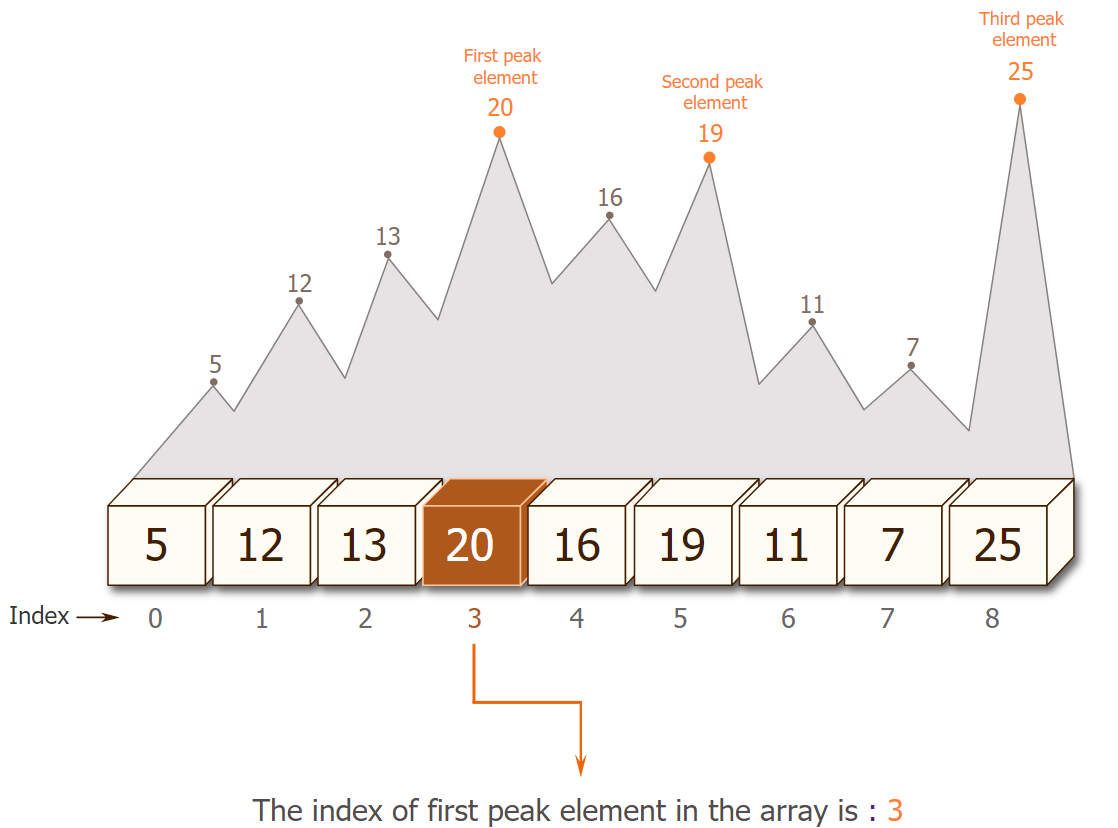 Third peak
element
25
First peak
element
20
Second peak
element
19
16
13
12
11
7
5
5 12 13 20 16 19 11 7 25
Index 0 1 2 3 4 5 6 7 8
The index of first peak element in the array is : 3